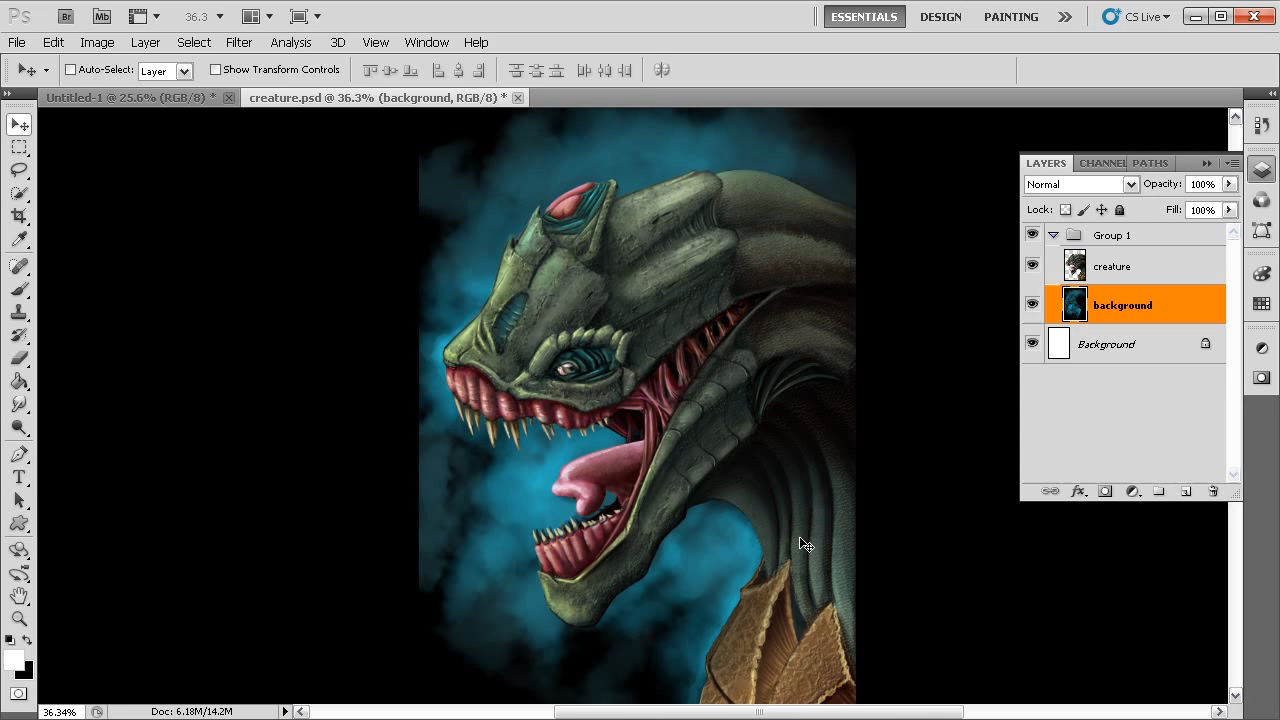 Ps Br Mb 36.3 ESSENTIALS DESIGN PAINTING CS Live
File Edit Image Layer Select Filter Analysis 3D View Window Help
Auto-Select: Layer Show Transform Controls
Untitled-1 @ 25.6% (RGB/8) * creature.psd @ 36.3% (background, RGB/8) *
LAYERS CHANNEL PATHS
Normal Opacity: 100%
Lock: Fill: 100%
Group 1
creature
background
Background
fx
T
36.34% Doc: 6.18M/14.2M